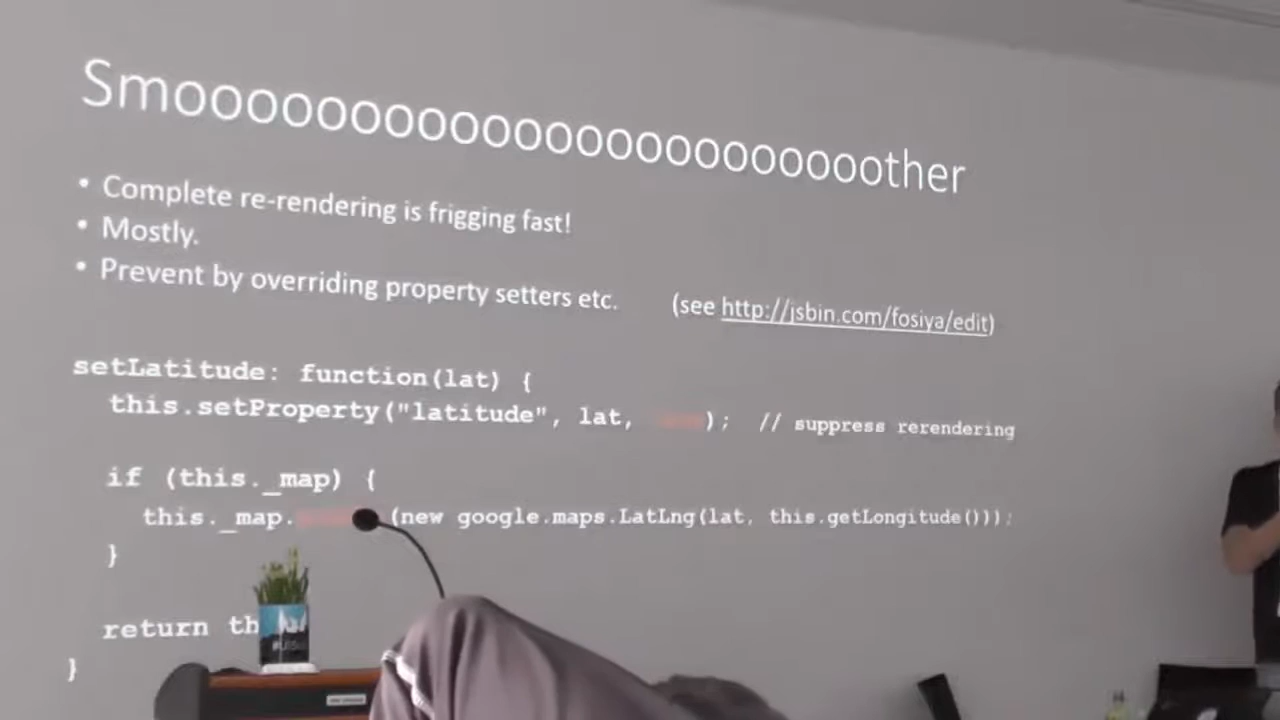 Smooooooooooooooooooooother
• Complete re-rendering is frigging fast!
• Mostly.
• Prevent by overriding property setters etc. (see http://jsbin.com/fosiya/edit)
setLatitude: function(lat) {
this.setProperty("latitude", lat, ); // suppress rerendering
if (this._map) {
this._map. (new google.maps.LatLng(lat, this.getLongitude()));
}
return th
}